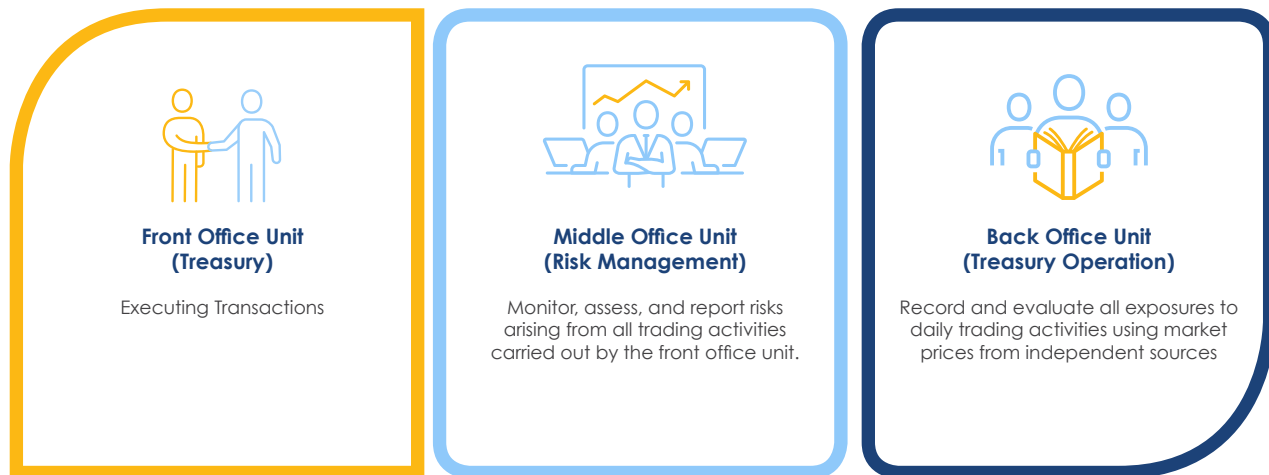 Front Office Unit
(Treasury)
Executing Transactions
Middle Office Unit
(Risk Management)
Monitor, assess, and report risks
arising from all trading activities
carried out by the front office unit.
Back Office Unit
(Treasury Operation)
Record and evaluate all exposures to
daily trading activities using market
prices from independent sources